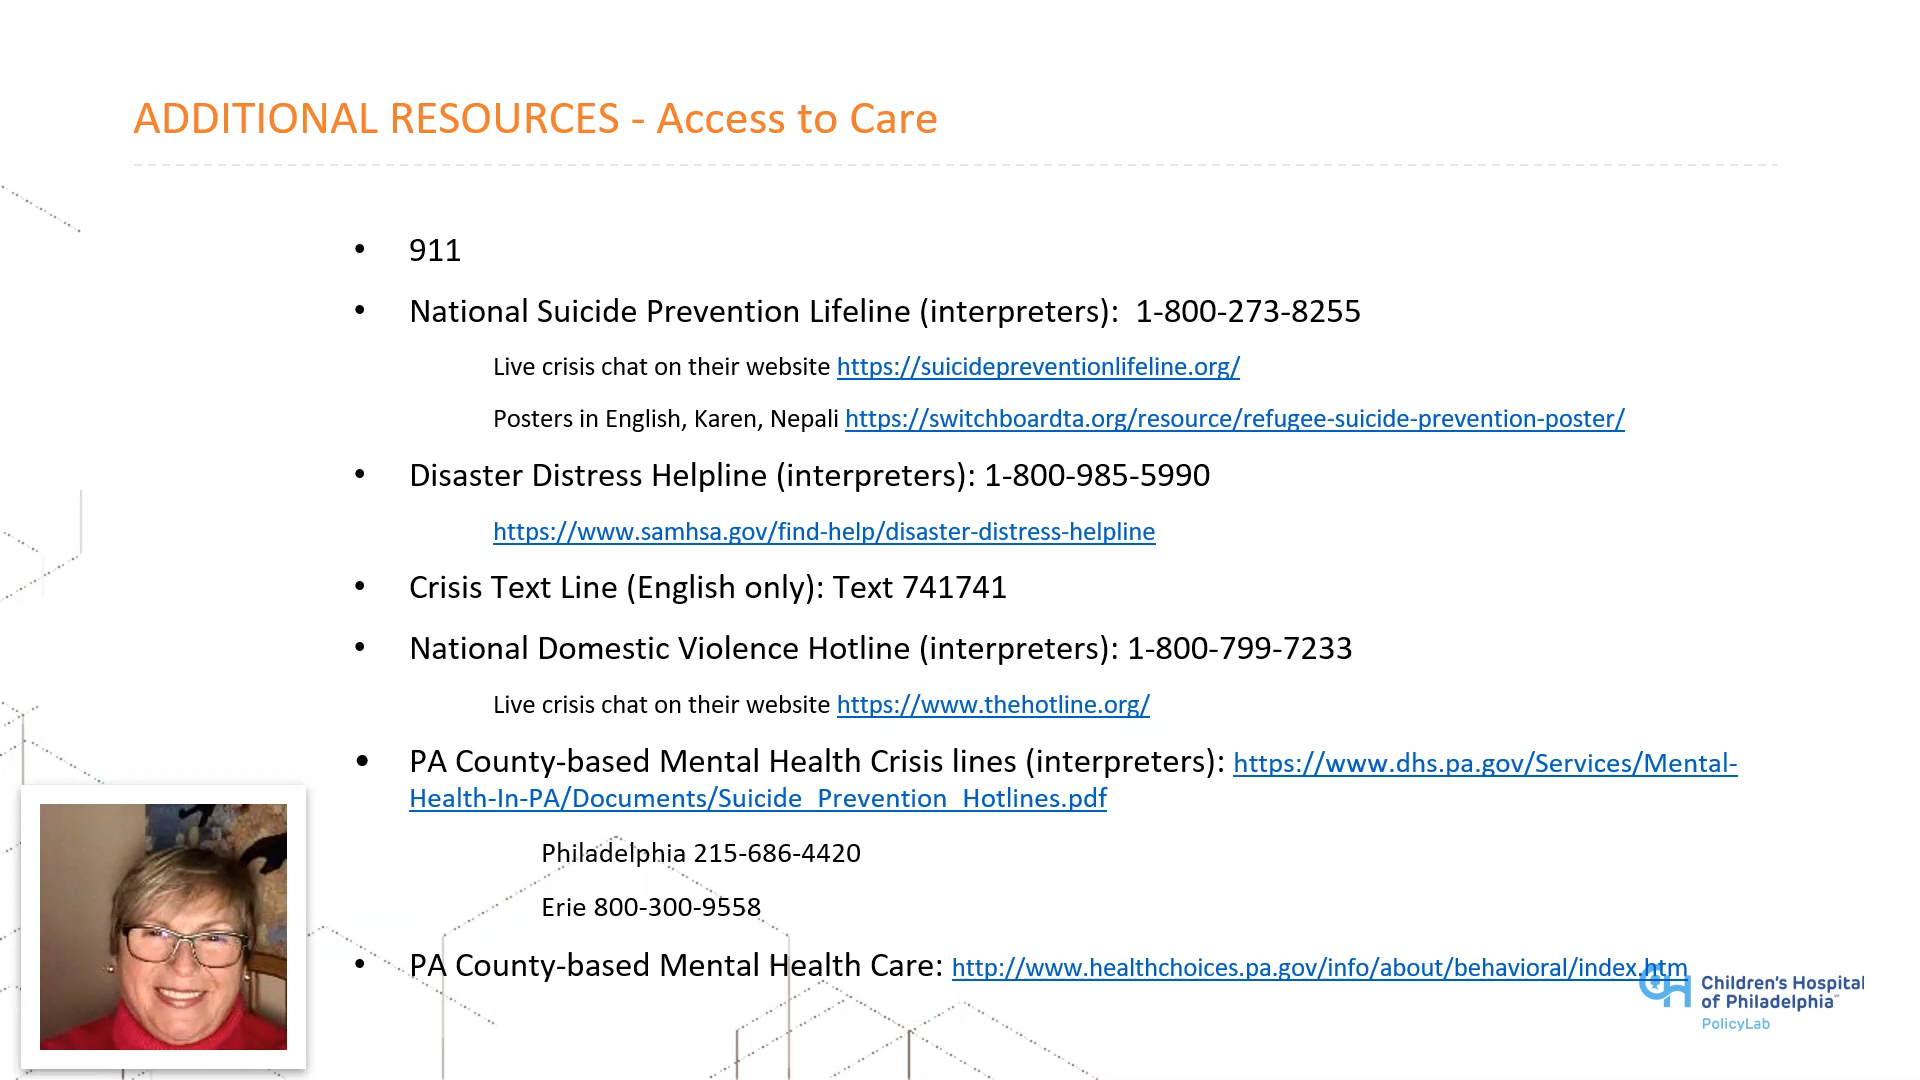 ADDITIONAL RESOURCES - Access to Care
• 911
• National Suicide Prevention Lifeline (interpreters): 1-800-273-8255
Live crisis chat on their website https://suicidepreventionlifeline.org/
Posters in English, Karen, Nepali https://switchboardta.org/resource/refugee-suicide-prevention-poster/
• Disaster Distress Helpline (interpreters): 1-800-985-5990
https://www.samhsa.gov/find-help/disaster-distress-helpline
• Crisis Text Line (English only): Text 741741
• National Domestic Violence Hotline (interpreters): 1-800-799-7233
Live crisis chat on their website https://www.thehotline.org/
• PA County-based Mental Health Crisis lines (interpreters): https://www.dhs.pa.gov/Services/Mental-
Health-In-PA/Documents/Suicide_Prevention_Hotlines.pdf
Philadelphia 215-686-4420
Erie 800-300-9558
• PA County-based Mental Health Care: http://www.healthchoices.pa.gov/info/about/behavioral/index.htm
Children's Hospital
of Philadelphia
PolicyLab